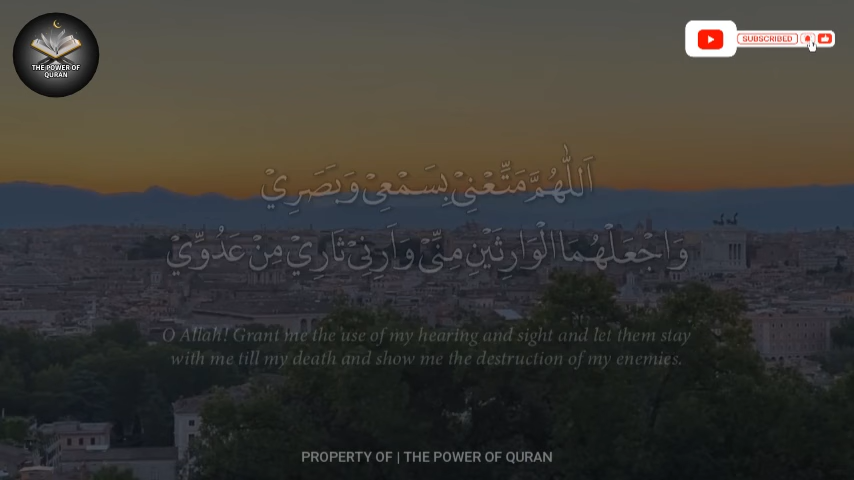 THE POWER OF
QURAN
SUBSCRIBED
اَللّٰهُمَّ مَتِّعْنِيْ بِسَمْعِيْ وَبَصَرِيْ
وَاجْعَلْهُمَا الْوَارِثَيْنِ مِنِّيْ وَاَرِنِيْ ثَارِيْ مِنْ عَدُوِّيْ
O Allah! Grant me the use of my hearing and sight and let them stay
with me till my death and show me the destruction of my enemies.
PROPERTY OF | THE POWER OF QURAN